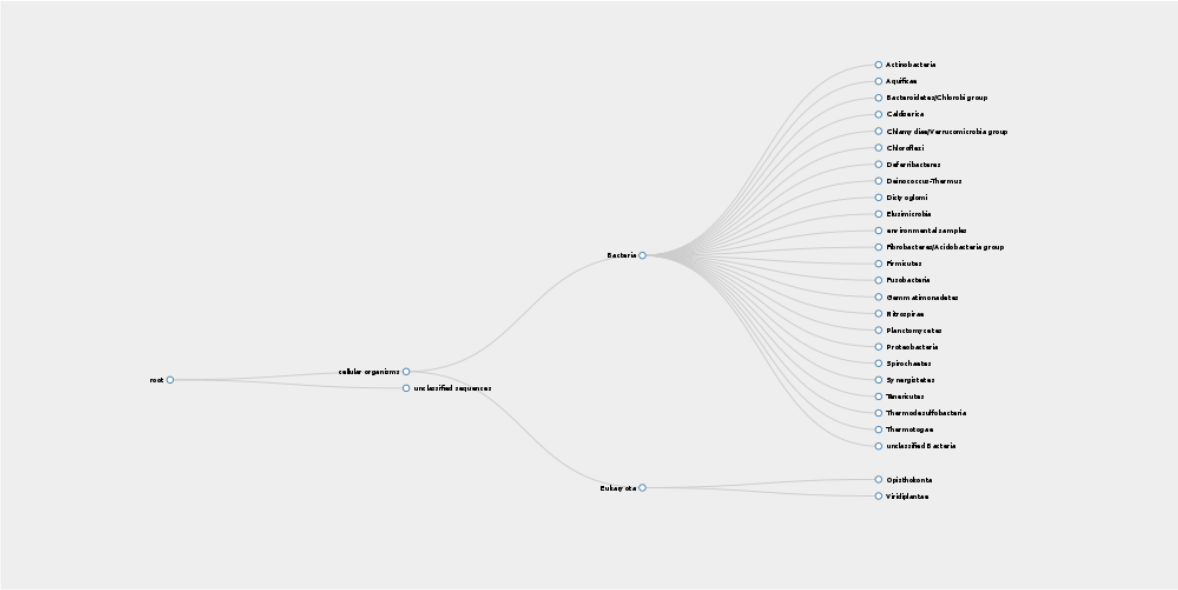 Actinobacteria
Aquificae
Bacteroidetes/Chlorobi group
Caldiserica
Chlamydiae/Verrucomicrobia group
Chloroflexi
Deferribacteres
Deinococcus-Thermus
Dictyoglomi
Elusimicrobia
environmental samples
Fibrobacteres/Acidobacteria group
Bacteria
Firmicutes
Fusobacteria
Gemmatimonadetes
Nitrospirae
Planctomycetes
Proteobacteria
Spirochaetes
cellular organisms
root
Synergistetes
unclassified sequences
Tenericutes
Thermodesulfobacteria
Thermotogae
unclassified Bacteria
Opisthokonta
Eukaryota
Viridiplantae